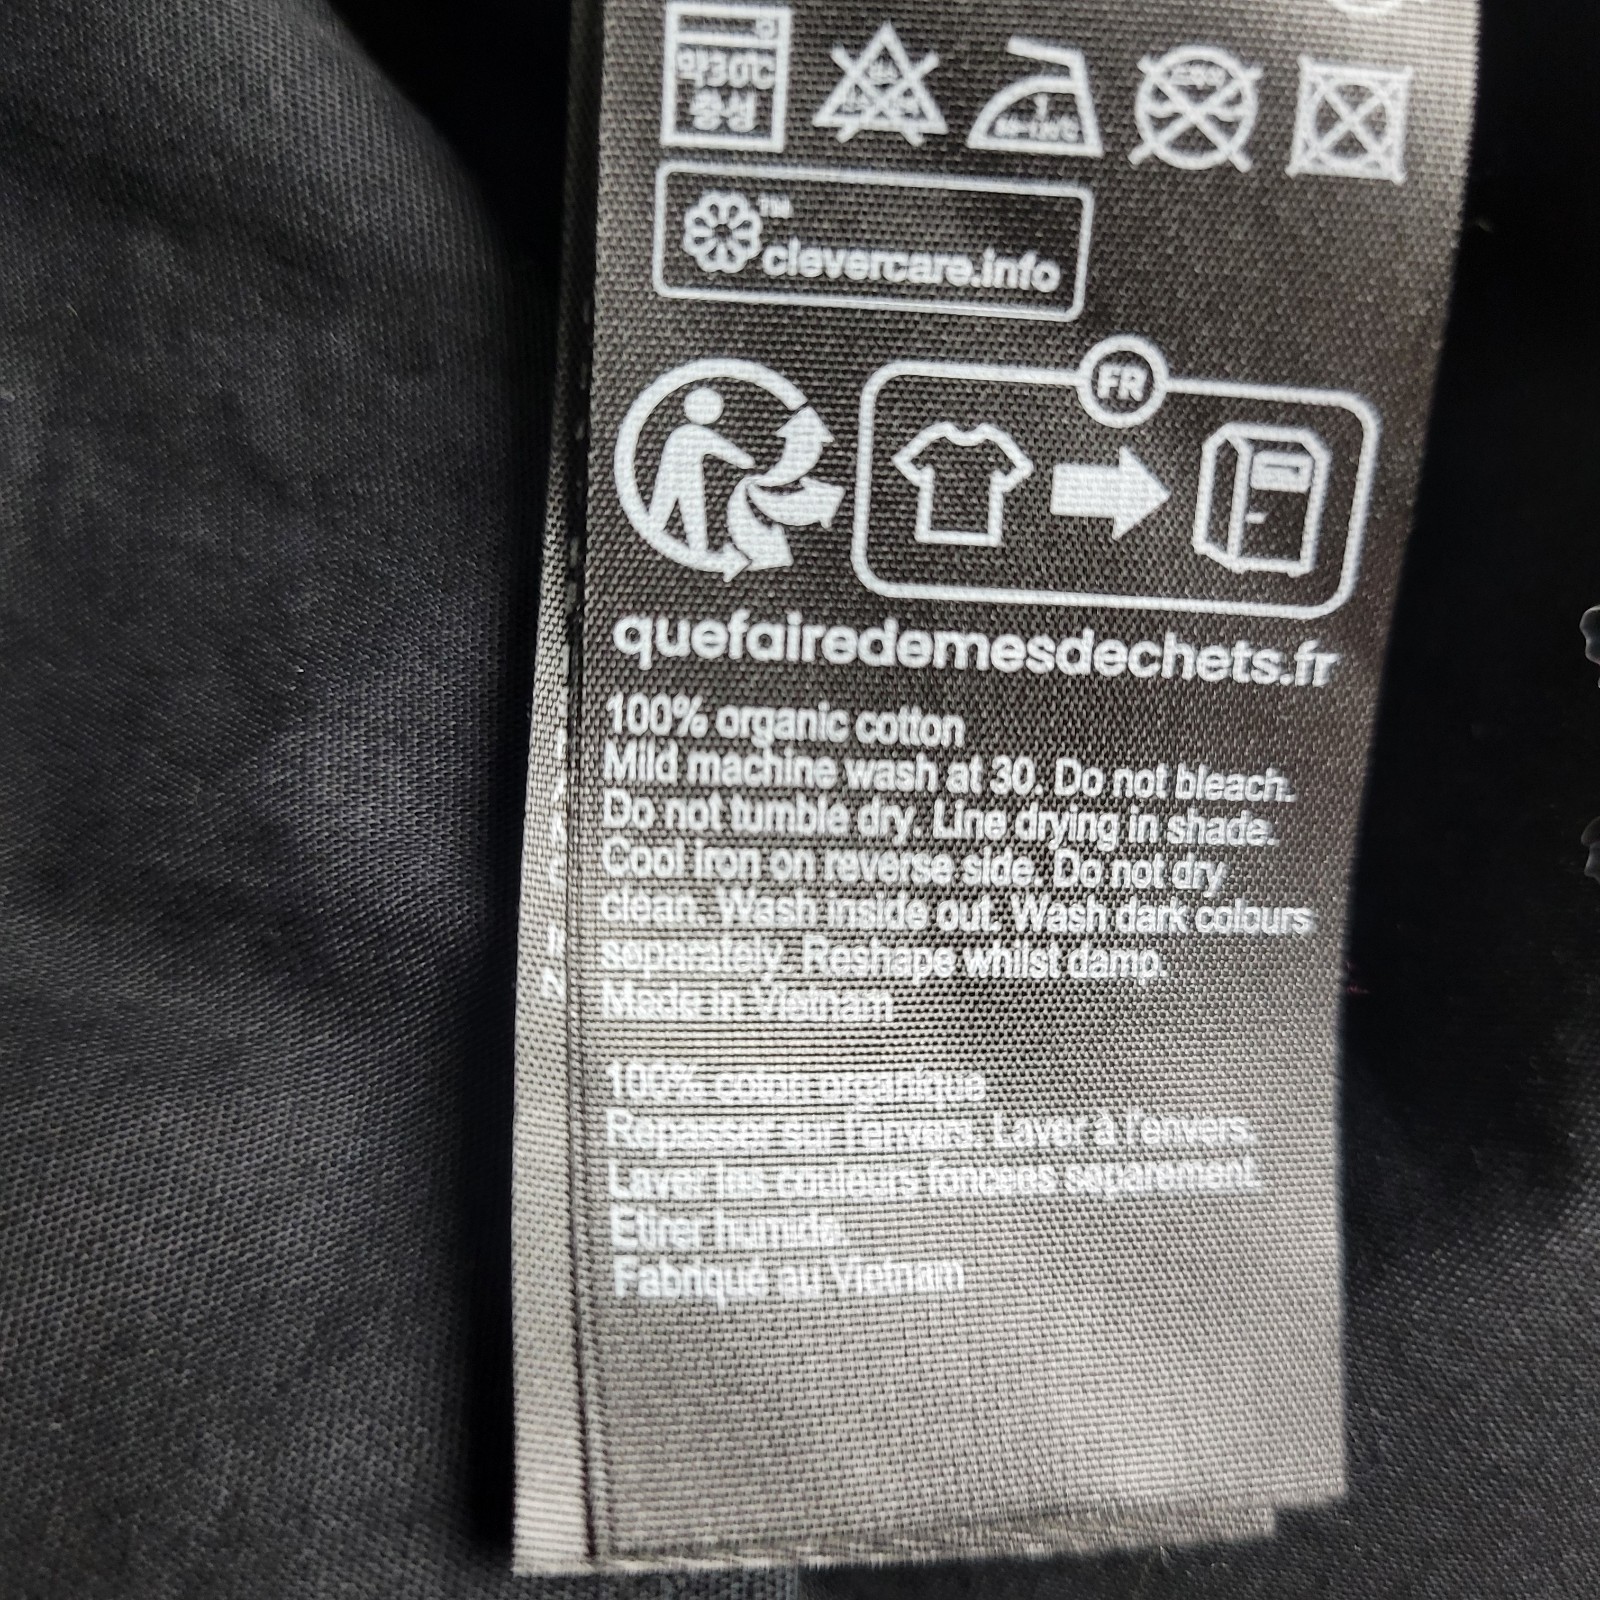 약30℃
중성
™
clevercare.info
FR
quefairedemesdechets.fr
100% organic cotton
Mild machine wash at 30. Do not bleach.
Do not tumble dry. Line drying in shade.
Cool iron on reverse side. Do not dry
clean. Wash inside out. Wash dark colours
separately. Reshape whilst damp.
Made in Vietnam
100% coton organique
Repasser sur l'envers. Laver à l'envers.
Laver les couleurs foncées séparément.
Etirer humide.
Fabriqué au Vietnam